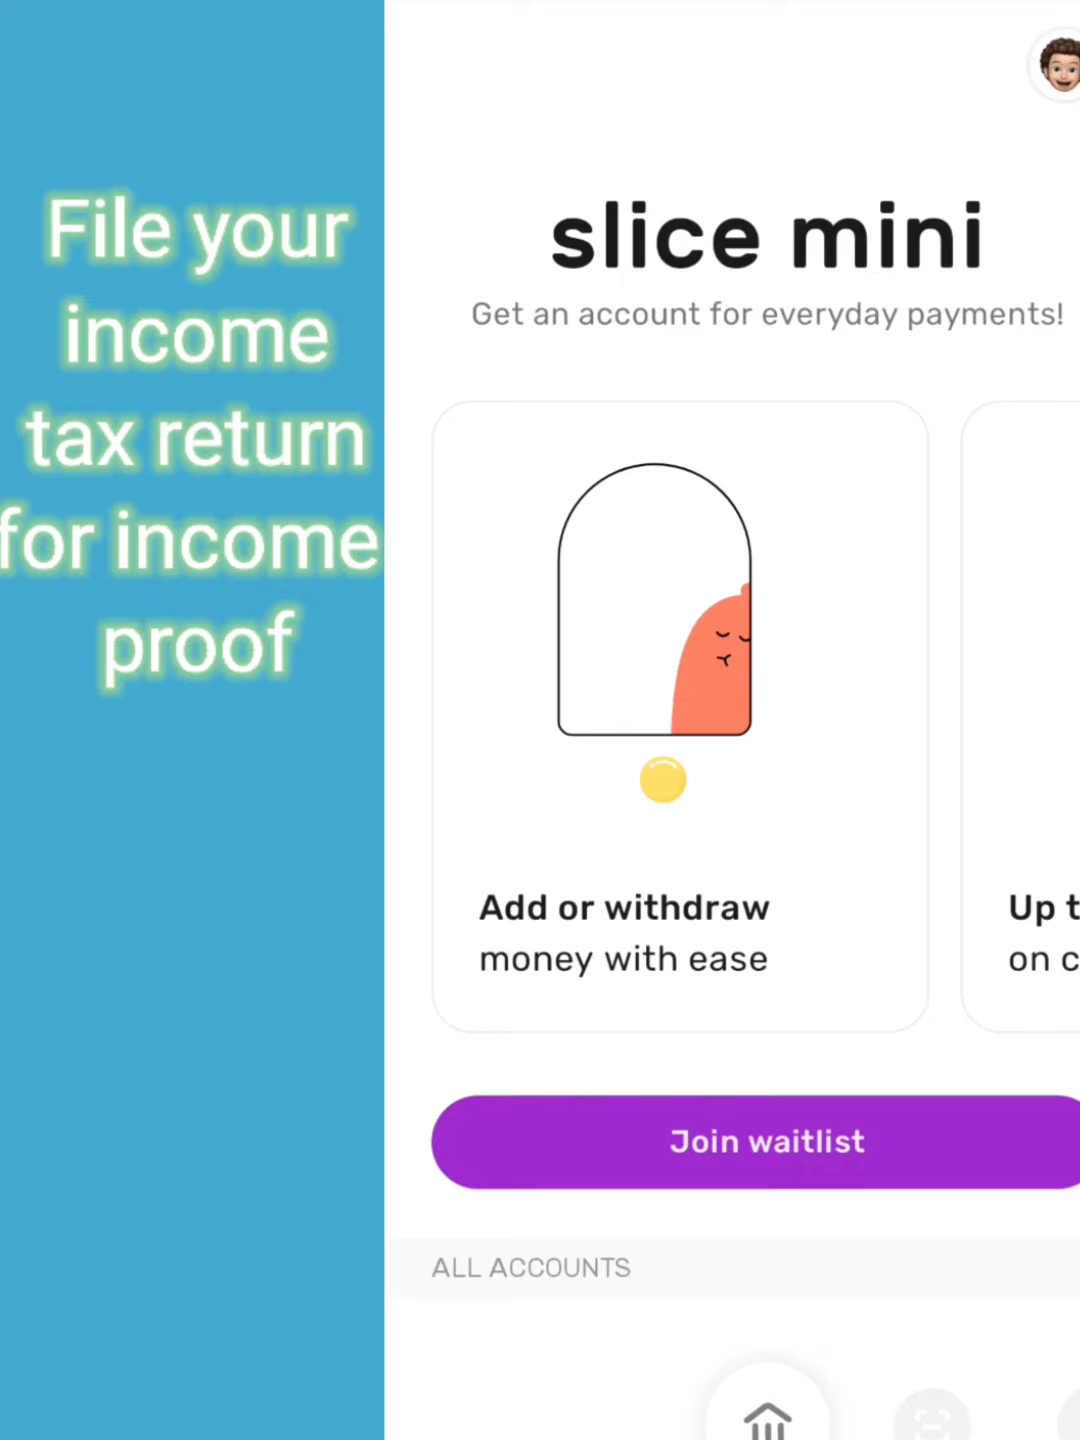 File your
income
tax return
for income
proof
slice mini
Get an account for everyday payments!
Add or withdraw
money with ease
Up t
on c
Join waitlist
ALL ACCOUNTS